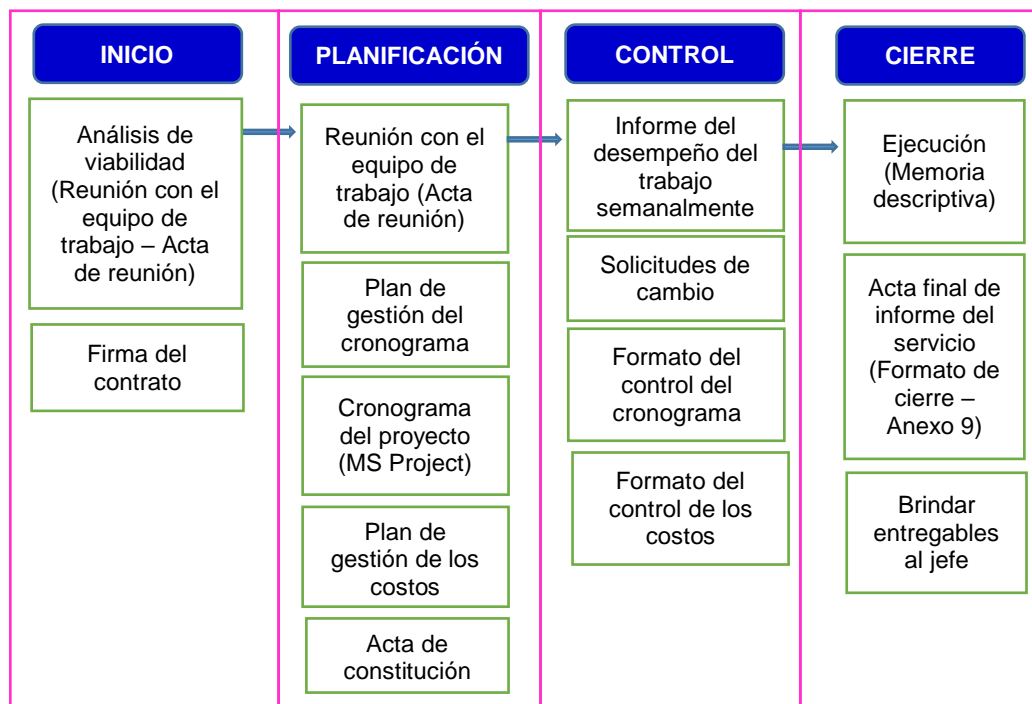 INICIO
Análisis de
viabilidad
(Reunión con el
equipo de
trabajo – Acta
de reunión)
Firma del
contrato
PLANIFICACIÓN
Reunión con el
equipo de
trabajo (Acta
de reunión)
Plan de
gestión del
cronograma
Cronograma
del proyecto
(MS Project)
Plan de
gestión de los
costos
Acta de
constitución
CONTROL
Informe del
desempeño del
trabajo
semanalmente
Solicitudes de
cambio
Formato del
control del
cronograma
Formato del
control de los
costos
CIERRE
Ejecución
(Memoria
descriptiva)
Acta final de
informe del
servicio
(Formato de
cierre –
Anexo 9)
Brindar
entregables
al jefe